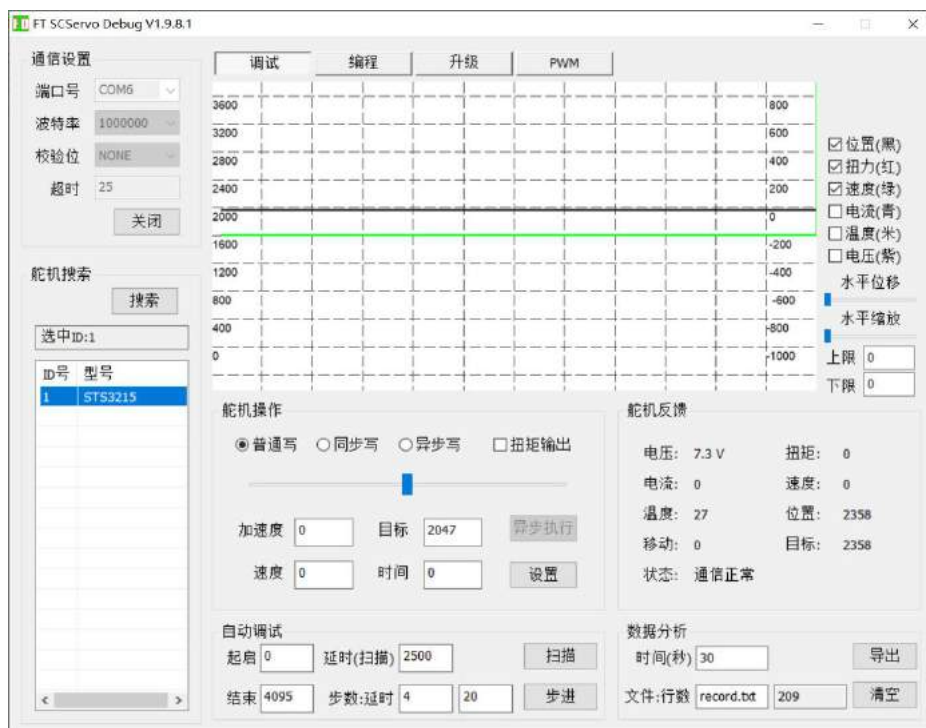 FT SCServo Debug V1.9.8.1
通信设置
端口号 COM6
波特率 1000000
校验位 NONE
超时 25
关闭
舵机搜索
搜索
选中ID:1
ID号 型号
1 STS3215
调试 编程 升级 PWM
3600 800
3200 600
2800 400
2400 200
2000 0
1600 -200
1200 -400
800 -600
400 -800
0 -1000
位置(黑)
扭力(红)
速度(绿)
电流(青)
温度(米)
电压(紫)
水平位移
水平缩放
上限 0
下限 0
舵机操作
普通写 同步写 异步写 扭矩输出
加速度 0 目标 2047 异步执行
速度 0 时间 0 设置
舵机反馈
电压: 7.3 V 扭矩: 0
电流: 0 速度: 0
温度: 27 位置: 2358
移动: 0 目标: 2358
状态: 通信正常
自动调试
起启 0 延时(扫描) 2500 扫描
结束 4095 步数:延时 4 20 步进
数据分析
时间(秒) 30 导出
文件:行数 record.txt 209 清空